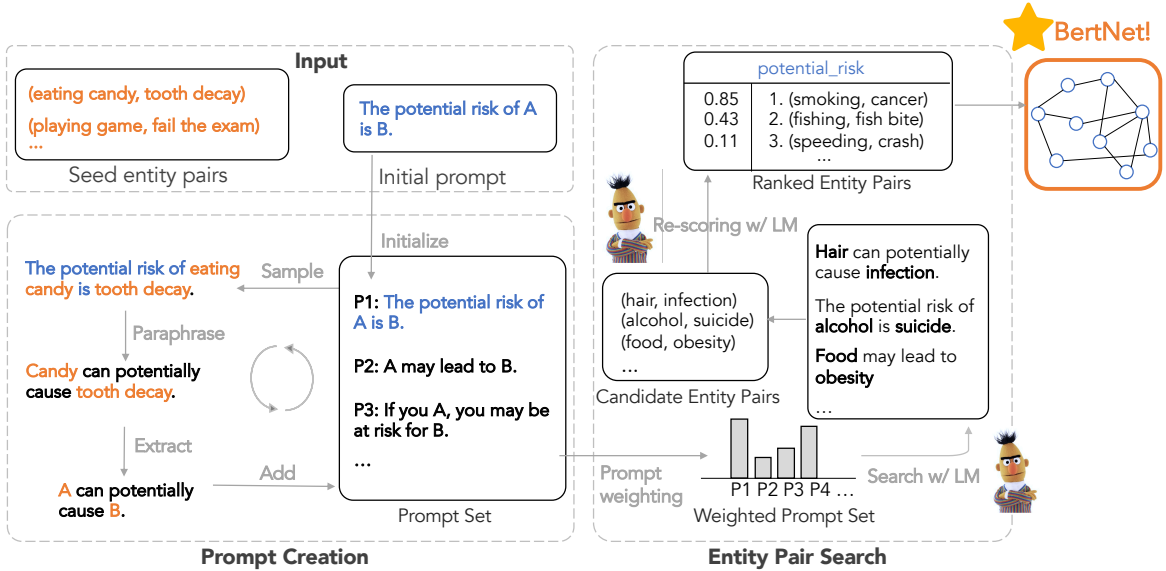 Input
(eating candy, tooth decay)
(playing game, fail the exam)
...
Seed entity pairs
The potential risk of A
is B.
Initial prompt
Initialize
Sample
The potential risk of eating
candy is tooth decay.
Paraphrase
Candy can potentially
cause tooth decay.
Extract
A can potentially
cause B.
Add
P1: The potential risk of
A is B.
P2: A may lead to B.
P3: If you A, you may be
at risk for B.
...
Prompt Set
Prompt Creation
BertNet!
potential_risk
0.85 1. (smoking, cancer)
0.43 2. (fishing, fish bite)
0.11 3. (speeding, crash)
...
Ranked Entity Pairs
Re-scoring w/ LM
(hair, infection)
(alcohol, suicide)
(food, obesity)
...
Candidate Entity Pairs
Hair can potentially
cause infection.
The potential risk of
alcohol is suicide.
Food may lead to
obesity
...
Prompt
weighting
P1 P2 P3 P4 ...
Weighted Prompt Set
Search w/ LM
Entity Pair Search